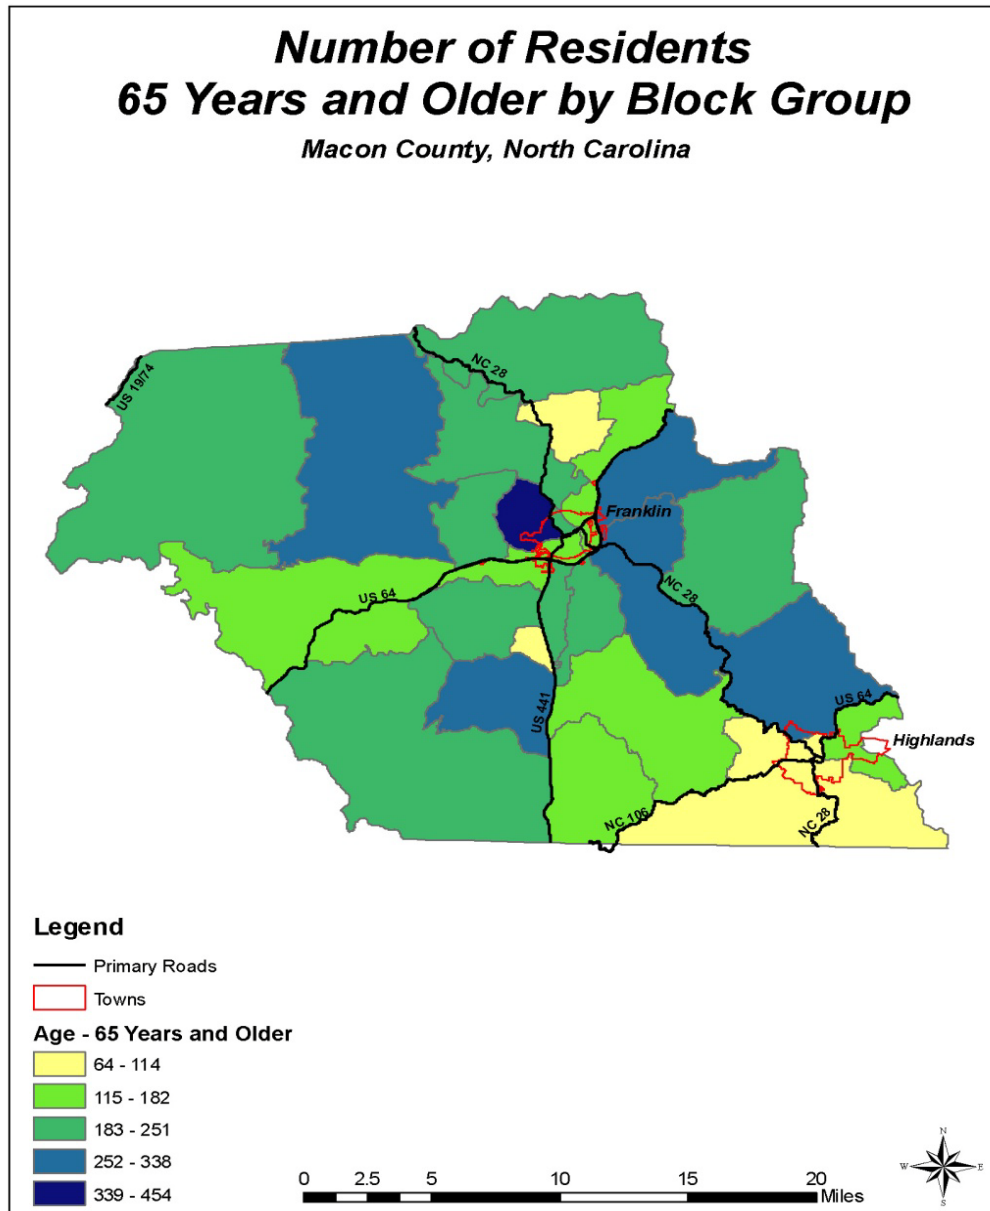 Number of Residents
65 Years and Older by Block Group
Macon County, North Carolina
NC 28
US 19/74
Franklin
NC 28
US 64
US 64
US 441
Highlands
NC 106
NC 28
Legend
Primary Roads
Towns
Age - 65 Years and Older
64 - 114
115 - 182
183 - 251
252 - 338
339 - 454
0 2.5 5 10 15 20
Miles
N
W E
S